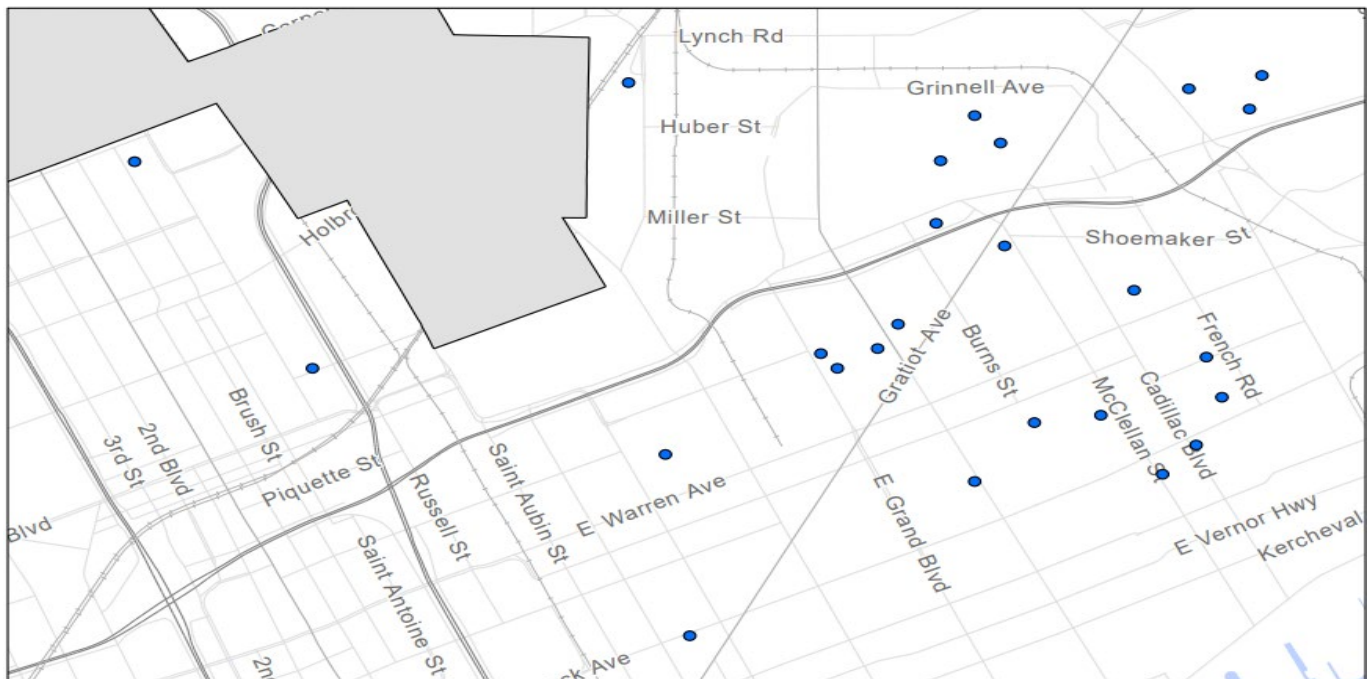 Lynch Rd
Grinnell Ave
Huber St
Miller St
Shoemaker St
Gratiot Ave
Burns St
French Rd
McClellan St
Cadillac Blvd
Brush St
2nd Blvd
3rd St
Piquette St
Saint Aubin St
Russell St
E Warren Ave
E Grand Blvd
E Vernor Hwy
Kercheval
Blvd
Saint Antoine St
Ave